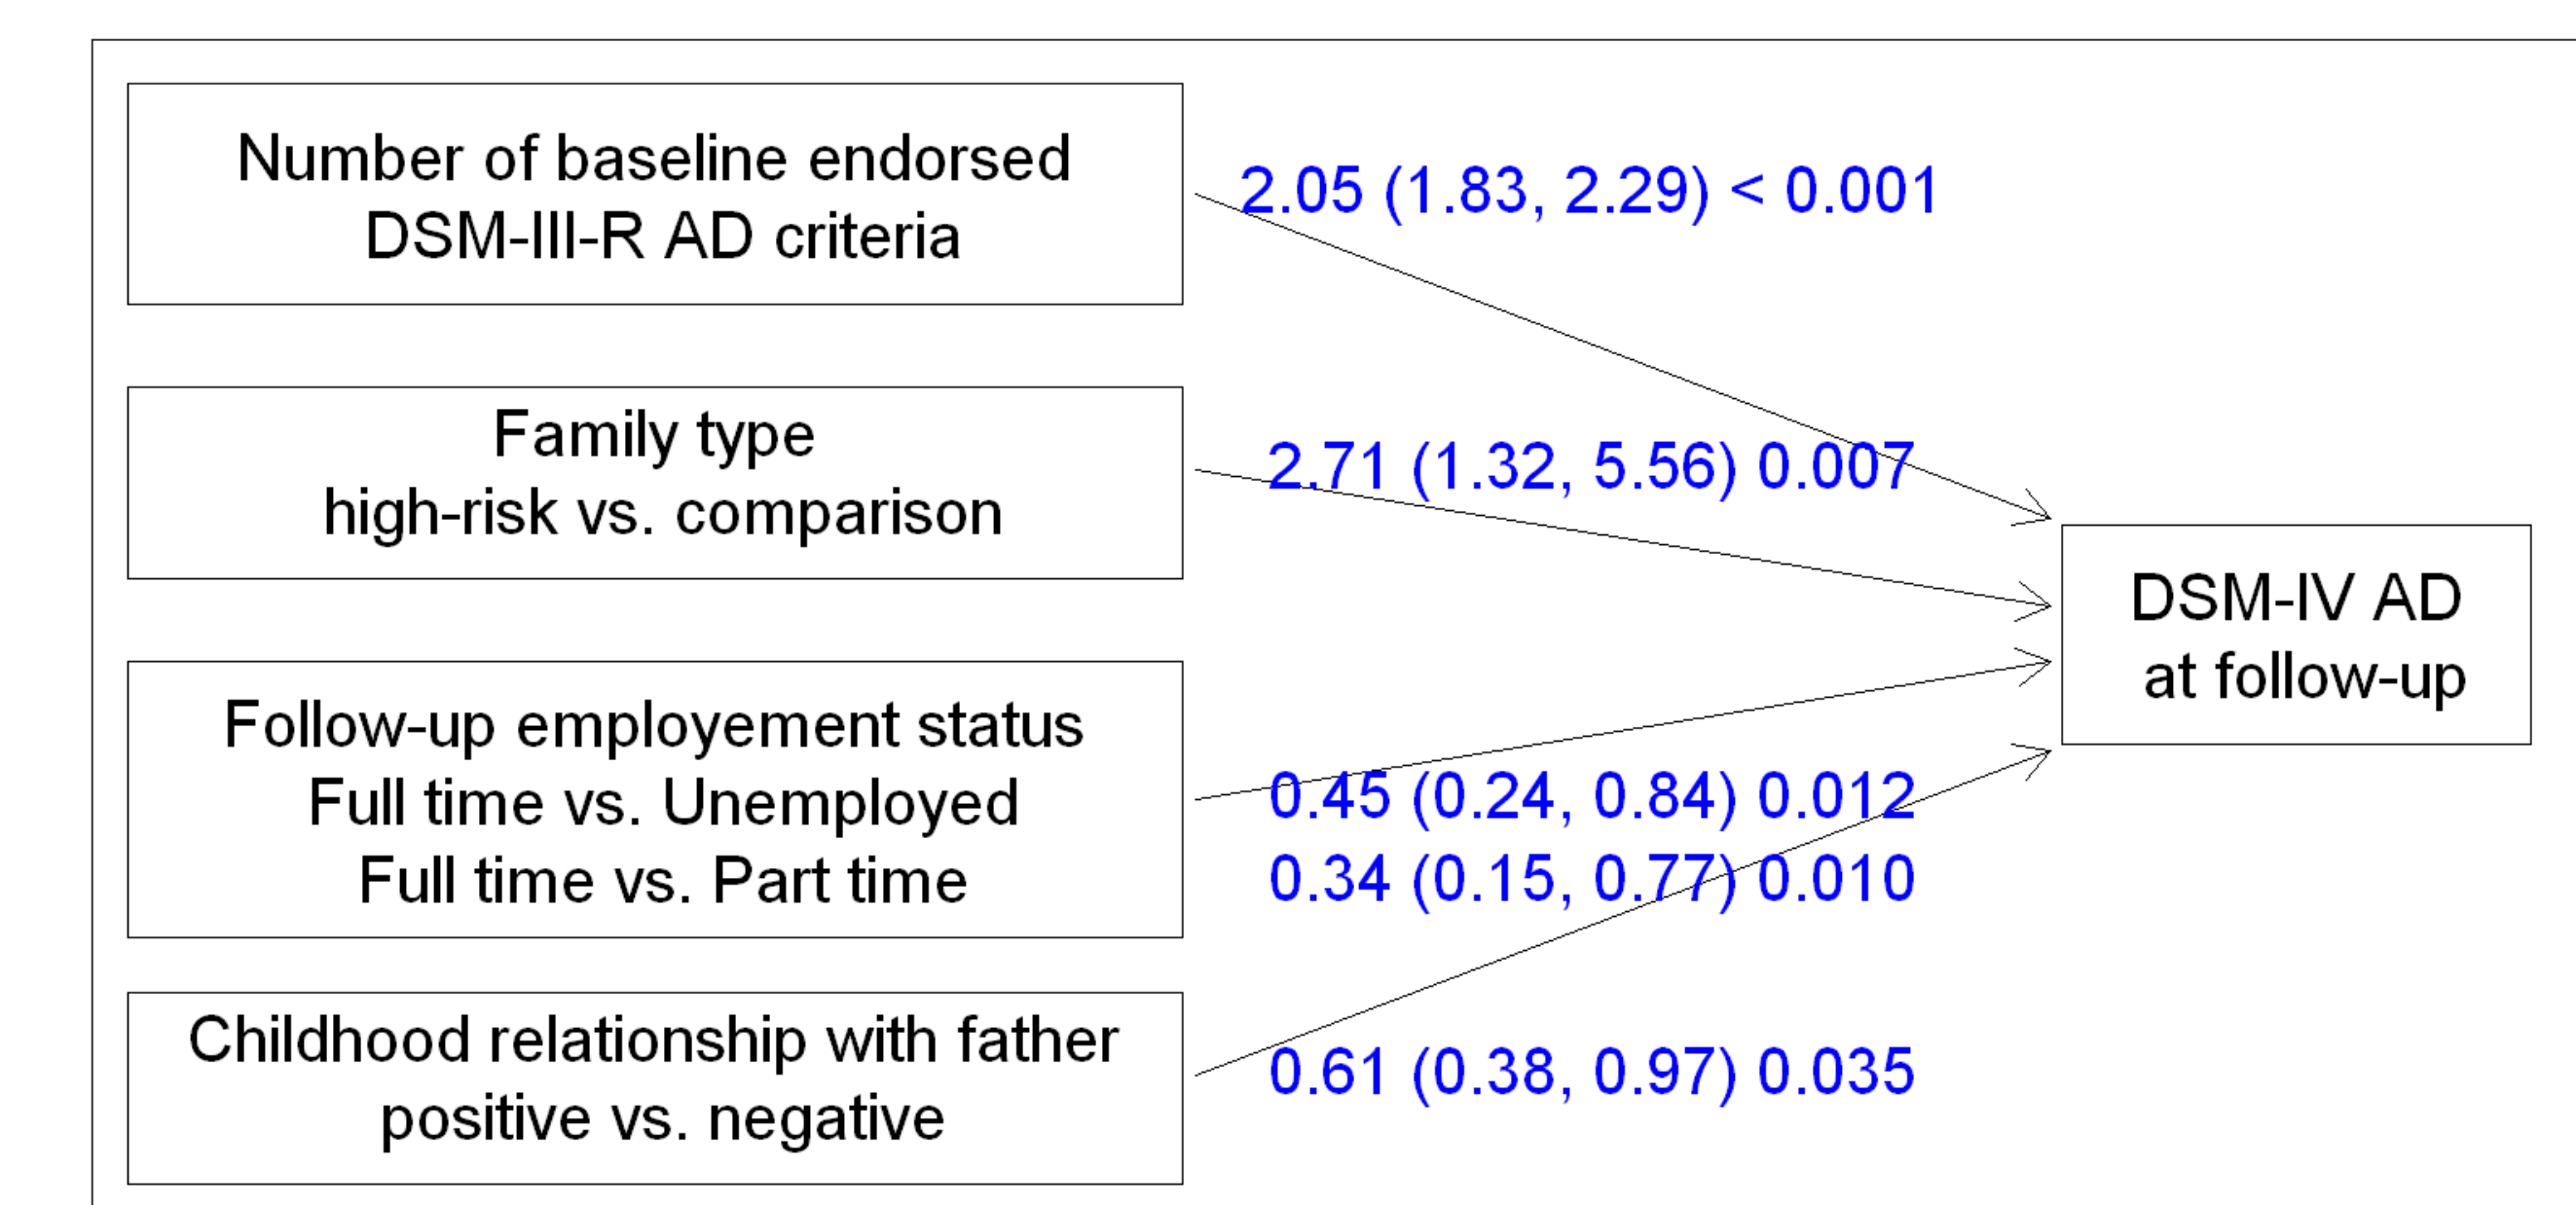 Number of baseline endorsed
DSM-III-R AD criteria
2.05 (1.83, 2.29) < 0.001
Family type
high-risk vs. comparison
2.71 (1.32, 5.56) 0.007
Follow-up employement status
Full time vs. Unemployed
Full time vs. Part time
0.45 (0.24, 0.84) 0.012
0.34 (0.15, 0.77) 0.010
Childhood relationship with father
positive vs. negative
0.61 (0.38, 0.97) 0.035
DSM-IV AD
at follow-up